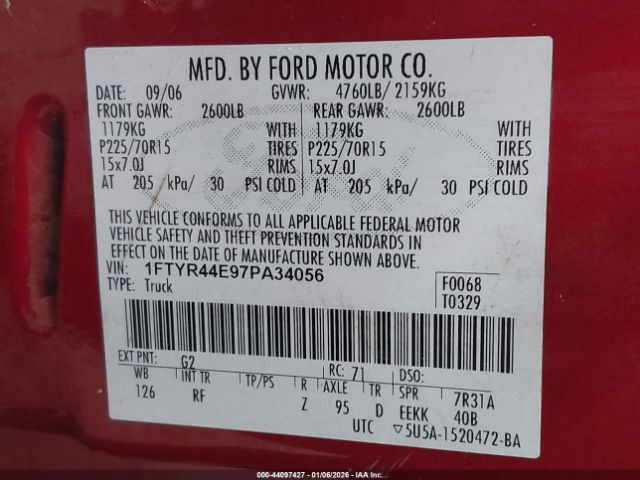 MFD. BY FORD MOTOR CO.
DATE: 09/06 GVWR: 4760LB/ 2159KG
FRONT GAWR: 2600LB REAR GAWR: 2600LB
1179KG WITH 1179KG WITH
P225/70R15 TIRES P225/70R15 TIRES
15x7.0J RIMS 15x7.0J RIMS
AT 205 kPa/ 30 PSI COLD AT 205 kPa/ 30 PSI COLD
THIS VEHICLE CONFORMS TO ALL APPLICABLE FEDERAL MOTOR
VEHICLE SAFETY AND THEFT PREVENTION STANDARDS IN
EFFECT ON THE DATE OF MANUFACTURE SHOWN ABOVE.
VIN: 1FTYR44E97PA34056 F0068
TYPE: Truck T0329
EXT PNT: G2 RC: 71 DSO:
WB INT TR TP/PS R AXLE TR SPR 7R31A
126 RF Z 95 D EEKK 40B
UTC 5U5A-1520472-BA
000-44097427 - 01/06/2026 - IAAI.com